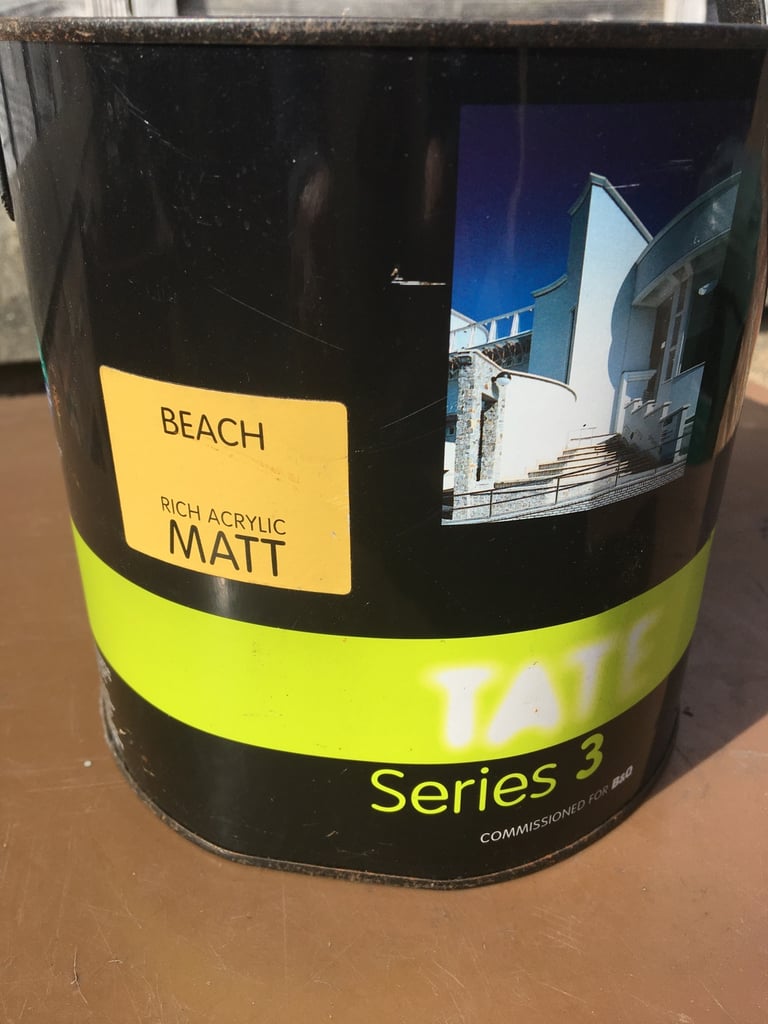 BEACH
RICH ACRYLIC
MATT
TATE
Series 3
COMMISSIONED FOR B&Q